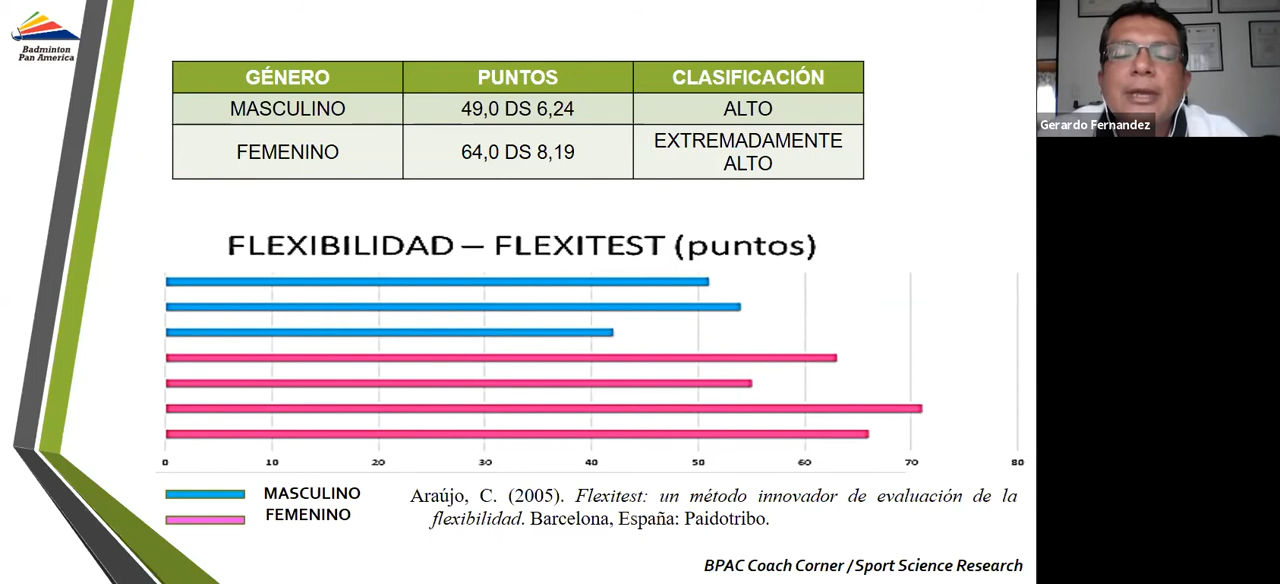 Badminton
Pan America
GÉNERO PUNTOS CLASIFICACIÓN
MASCULINO 49,0 DS 6,24 ALTO
FEMENINO 64,0 DS 8,19 EXTREMADAMENTE
ALTO
Gerardo Fernandez
FLEXIBILIDAD – FLEXITEST (puntos)
0 10 20 30 40 50 60 70 80
MASCULINO
FEMENINO
Araújo, C. (2005). Flexitest: un método innovador de evaluación de la
flexibilidad. Barcelona, España: Paidotribo.
BPAC Coach Corner / Sport Science Research